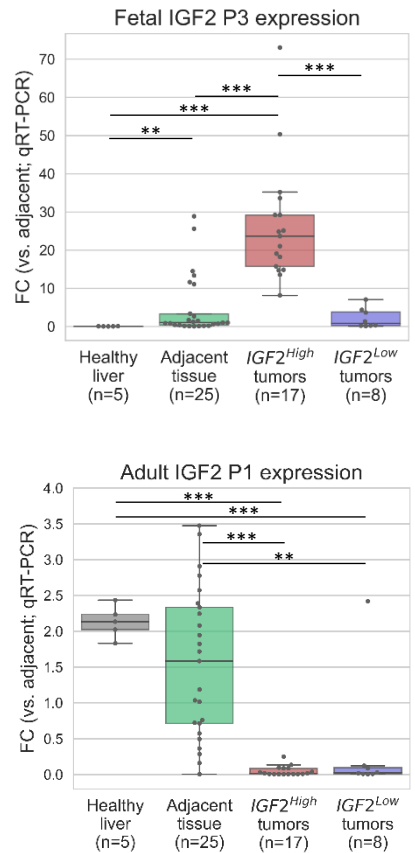 Fetal IGF2 P3 expression
FC (vs. adjacent; qRT-PCR)
70
60
50
40
30
20
10
0
***
***
***
**
Healthy liver (n=5)
Adjacent tissue (n=25)
IGF2High tumors (n=17)
IGF2Low tumors (n=8)
Adult IGF2 P1 expression
FC (vs. adjacent; qRT-PCR)
4.0
3.5
3.0
2.5
2.0
1.5
1.0
0.5
0.0
***
***
***
**
Healthy liver (n=5)
Adjacent tissue (n=25)
IGF2High tumors (n=17)
IGF2Low tumors (n=8)